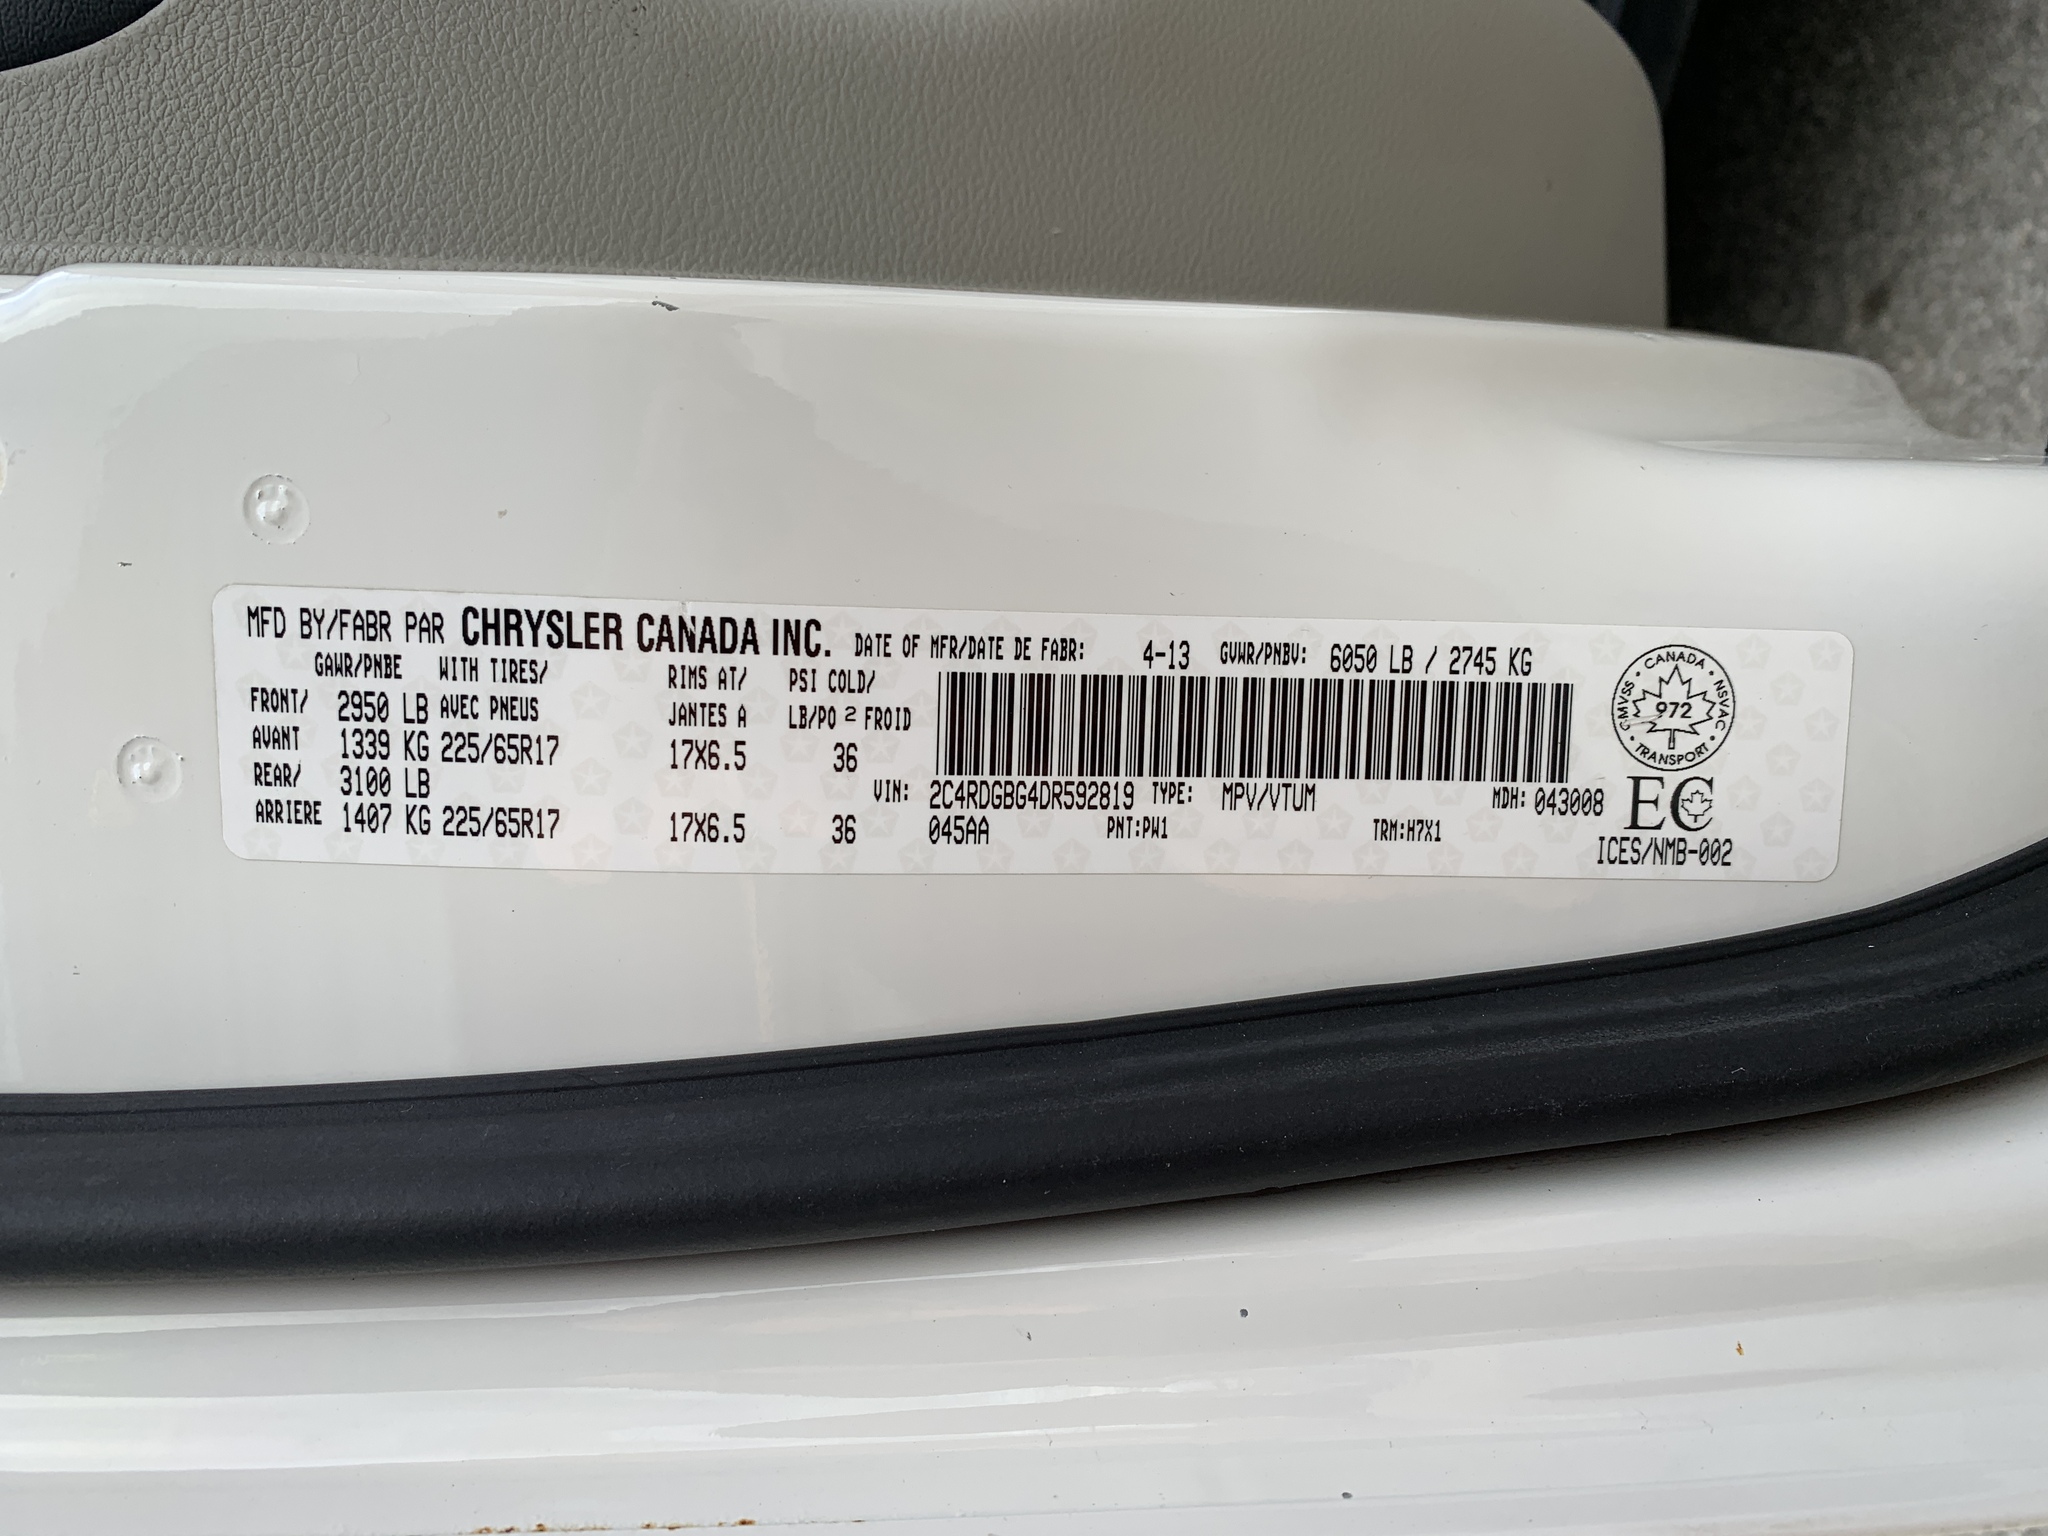 MFD BY/FABR PAR CHRYSLER CANADA INC. DATE OF MFR/DATE DE FABR: 4-13 GVWR/PNBV: 6050 LB / 2745 KG
GAWR/PNBE WITH TIRES/ RIMS AT/ PSI COLD/
FRONT/ 2950 LB AVEC PNEUS JANTES A LB/PO 2 FROID
AVANT 1339 KG 225/65R17 17X6.5 36
REAR/ 3100 LB
ARRIERE 1407 KG 225/65R17 17X6.5 36
VIN: 2C4RDGBG4DR592819 TYPE: MPV/VTUM MDH: 043008
045AA PNT:PW1 TRM:H7X1
CANADA
CMVSS · NSVAC
972
TRANSPORT
EC
ICES/NMB-002